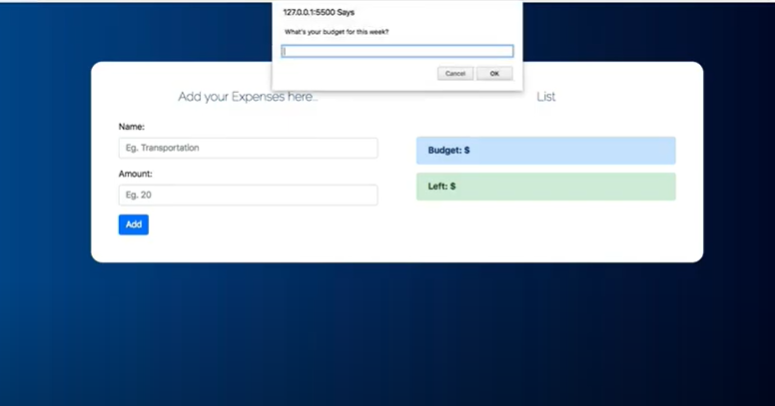 127.0.0.1:5500 Says
What's your budget for this week?
Cancel
OK
Add your Expenses here...
List
Name:
Eg. Transportation
Budget: $
Amount:
Left: $
Eg. 20
Add